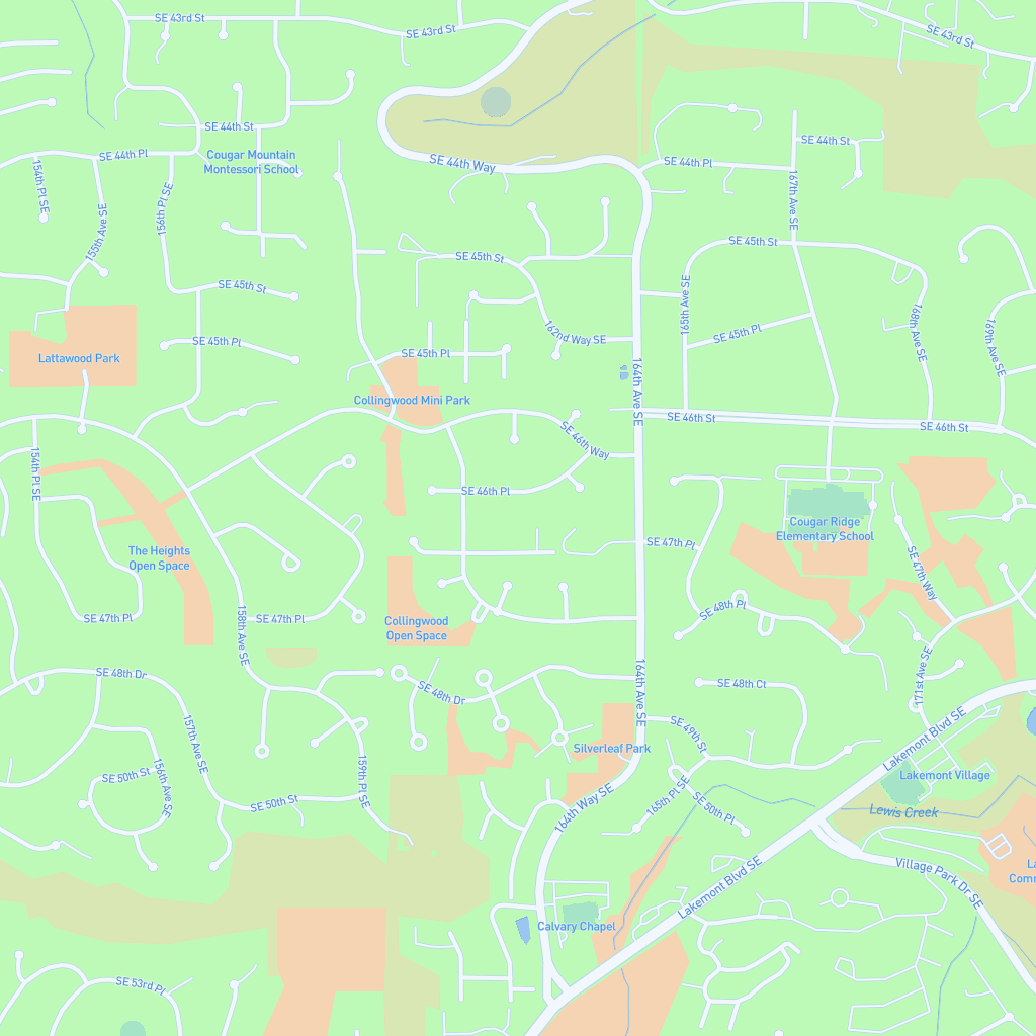 SE 43rd St
SE 43rd St
SE 43rd St
SE 44th St
SE 44th Pl
Cougar Mountain
Montessori School
SE 44th Way
SE 44th Pl
SE 44th St
154th Pl SE
155th Ave SE
156th Pl SE
167th Ave SE
SE 45th St
SE 45th St
SE 45th St
165th Ave SE
162nd Way SE
SE 45th Pl
168th Ave SE
169th Ave SE
SE 45th Pl
SE 45th Pl
Lattawood Park
Collingwood Mini Park
164th Ave SE
SE 46th St
SE 46th St
SE 46th Way
154th Pl SE
SE 46th Pl
Cougar Ridge
Elementary School
The Heights
Open Space
SE 47th Pl
SE 47th Way
SE 47th Pl
158th Ave SE
SE 47th Pl
Collingwood
Open Space
SE 48th Pl
SE 48th Dr
SE 48th Dr
164th Ave SE
SE 48th Ct
171st Ave SE
157th Ave SE
SE 49th St
Silverleaf Park
Lakemont Blvd SE
Lakemont Village
SE 50th St
156th Ave SE
159th Pl SE
SE 50th St
164th Way SE
165th Pl SE
SE 50th Pl
Lewis Creek
Lakemont Blvd SE
Village Park Dr SE
La
Comm
Calvary Chapel
SE 53rd Pl